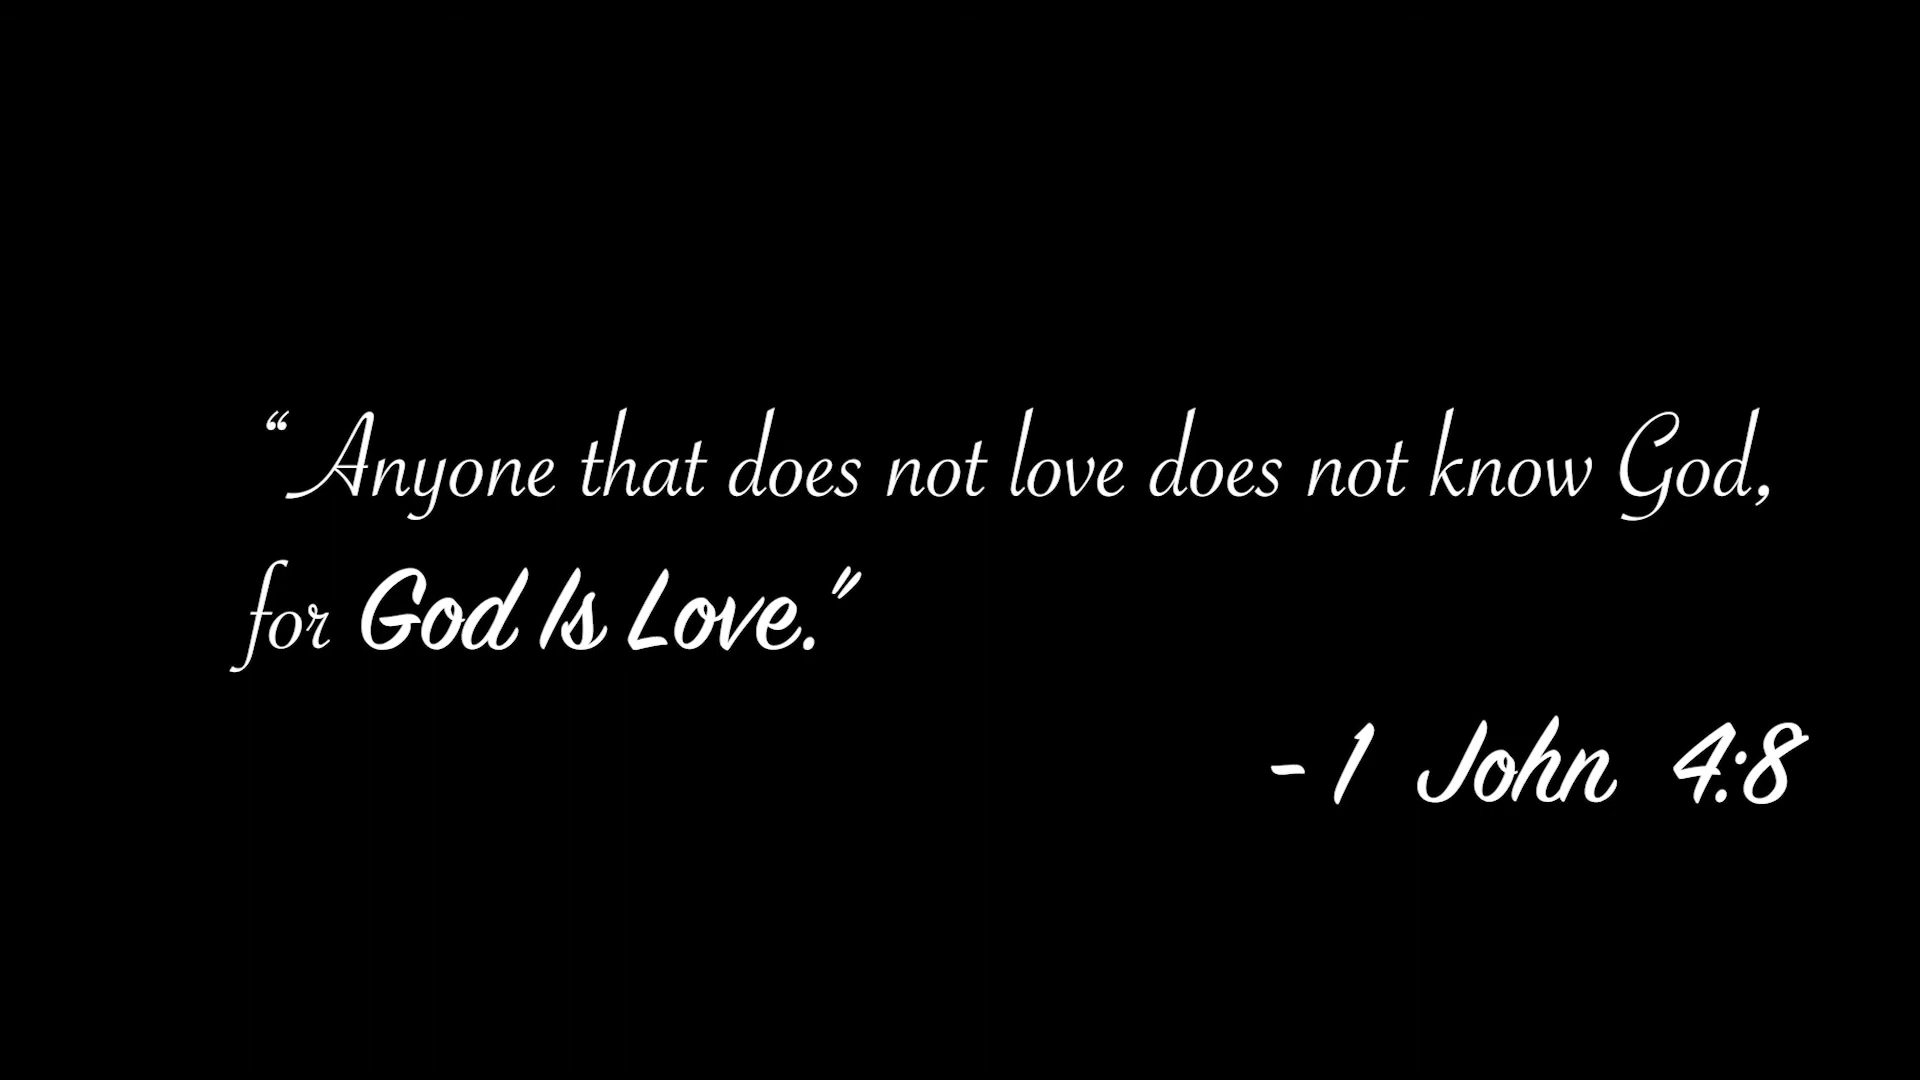 “Anyone that does not love does not know God,
for God Is Love."
- 1 John 4:8